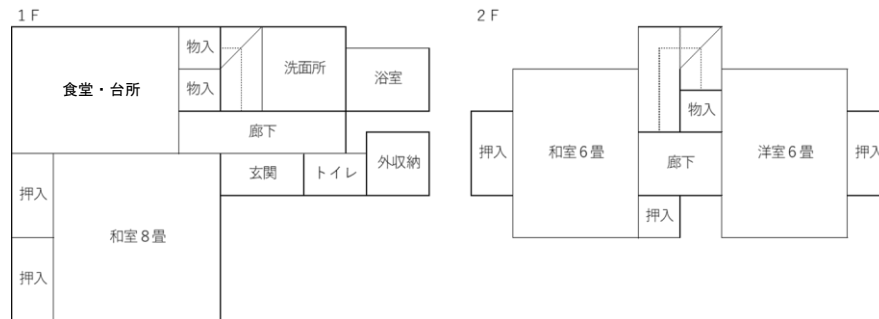 1F
物入
物入
洗面所
浴室
食堂・台所
廊下
玄関
トイレ
外収納
押入
和室8畳
押入
2F
物入
押入
和室6畳
廊下
洋室6畳
押入
押入